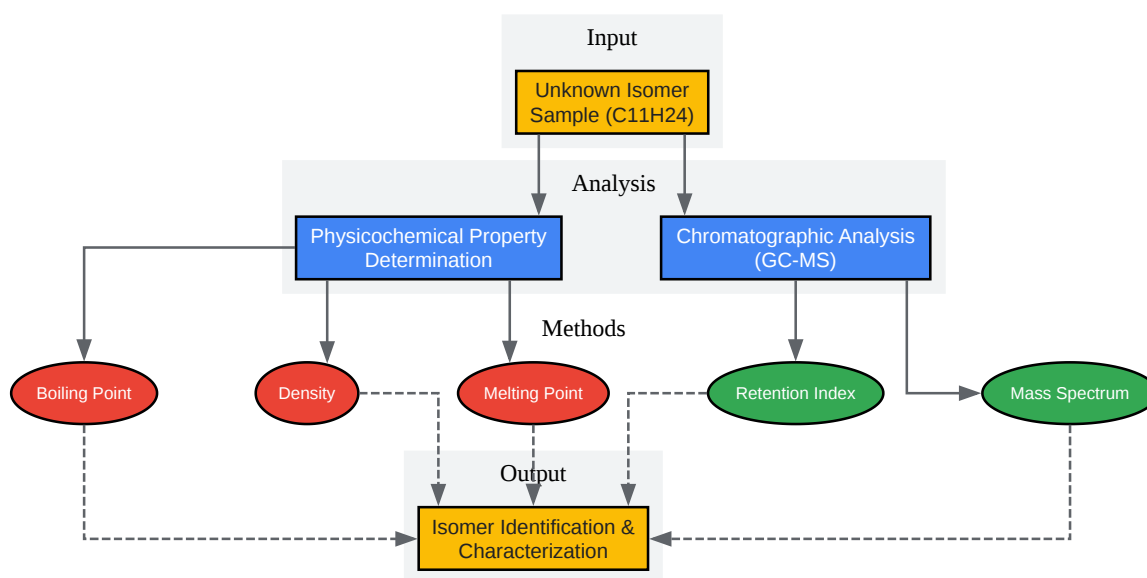 Input
Unknown Isomer
Sample (C11H24)
Analysis
Physicochemical Property
Determination
Chromatographic Analysis
(GC-MS)
Methods
Boiling Point
Density
Melting Point
Retention Index
Mass Spectrum
Output
Isomer Identification &
Characterization